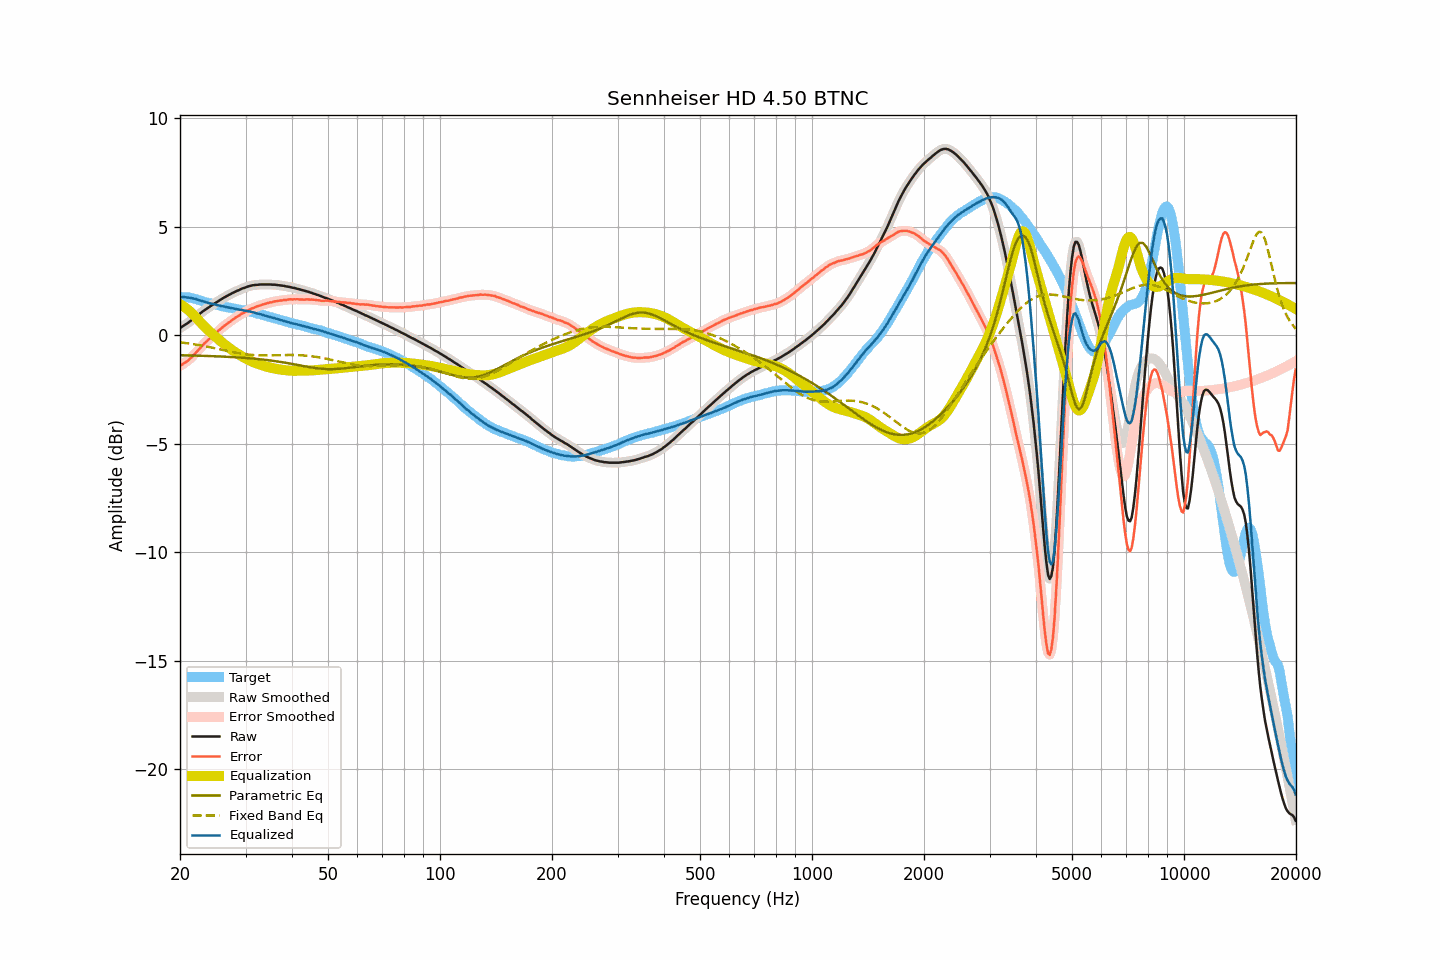 Sennheiser HD 4.50 BTNC
10
5
0
−5
−10
−15
−20
Amplitude (dBr)
Target
Raw Smoothed
Error Smoothed
Raw
Error
Equalization
Parametric Eq
Fixed Band Eq
Equalized
20 50 100 200 500 1000 2000 5000 10000 20000
Frequency (Hz)